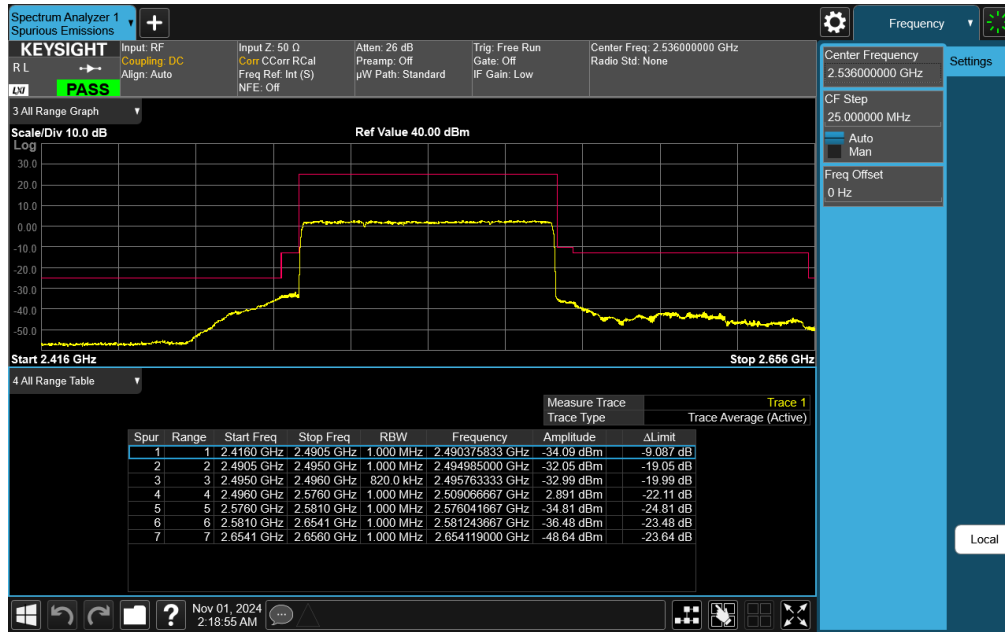 Spectrum Analyzer 1
Spurious Emissions
▼
+
Frequency ▼
KEYSIGHT
R L
LXI
PASS
Input: RF
Coupling: DC
Align: Auto
Input Z: 50 Ω
Corr CCorr RCal
Freq Ref: Int (S)
NFE: Off
Atten: 26 dB
Preamp: Off
µW Path: Standard
Trig: Free Run
Gate: Off
IF Gain: Low
Center Freq: 2.536000000 GHz
Radio Std: None
Center Frequency
2.536000000 GHz
Settings
CF Step
25.000000 MHz
Auto
Man
Freq Offset
0 Hz
Local
3 All Range Graph ▼
Scale/Div 10.0 dB Ref Value 40.00 dBm
Log
30.0
20.0
10.0
0.00
-10.0
-20.0
-30.0
-40.0
-50.0
Start 2.416 GHz Stop 2.656 GHz
4 All Range Table ▼
Measure Trace Trace 1
Trace Type Trace Average (Active)
Spur Range Start Freq Stop Freq RBW Frequency Amplitude ΔLimit
1 1 2.4160 GHz 2.4905 GHz 1.000 MHz 2.490375833 GHz -34.09 dBm -9.087 dB
2 2 2.4905 GHz 2.4950 GHz 1.000 MHz 2.494985000 GHz -32.05 dBm -19.05 dB
3 3 2.4950 GHz 2.4960 GHz 820.0 kHz 2.495763333 GHz -32.99 dBm -19.99 dB
4 4 2.4960 GHz 2.5760 GHz 1.000 MHz 2.509066667 GHz 2.891 dBm -22.11 dB
5 5 2.5760 GHz 2.5810 GHz 1.000 MHz 2.576041667 GHz -34.81 dBm -24.81 dB
6 6 2.5810 GHz 2.6541 GHz 1.000 MHz 2.581243667 GHz -36.48 dBm -23.48 dB
7 7 2.6541 GHz 2.6560 GHz 1.000 MHz 2.654119000 GHz -48.64 dBm -23.64 dB
?
Nov 01, 2024
2:18:55 AM